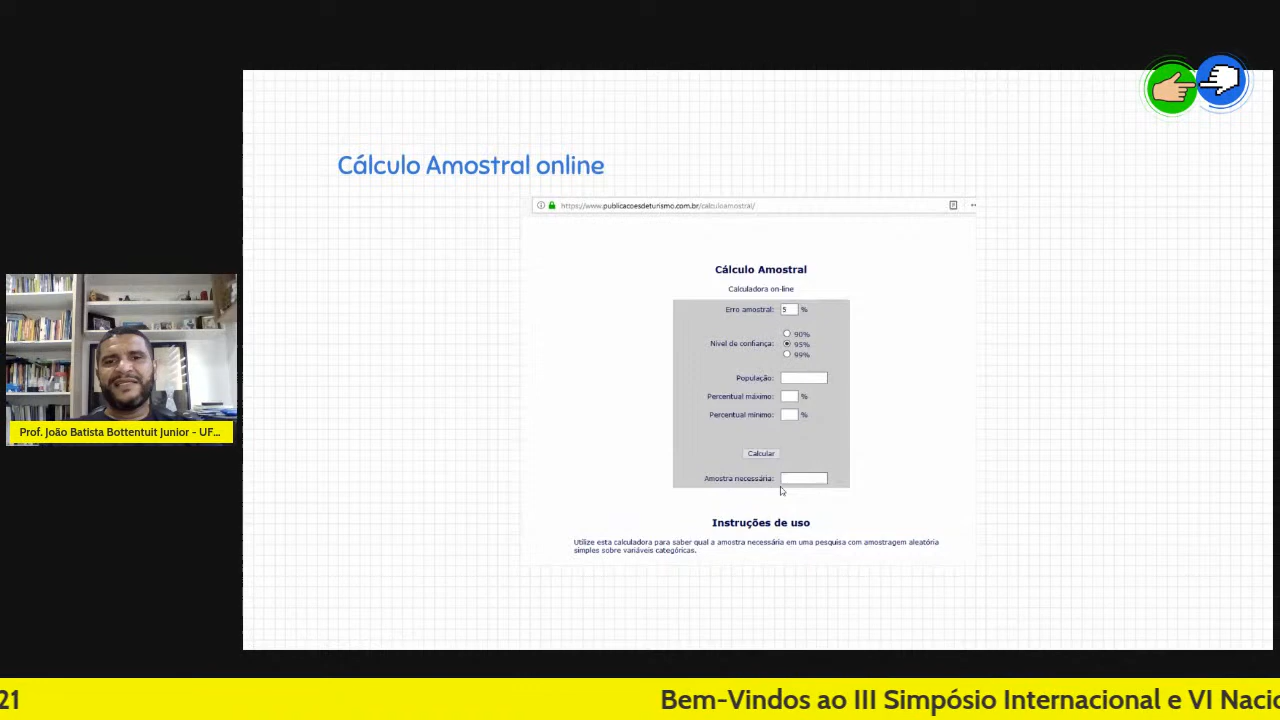 Cálculo Amostral online
https://www.publicacoesdeturismo.com.br/calculoamostral/
Cálculo Amostral
Calculadora on-line
Erro amostral: 5 %
90%
Nível de confiança: 95%
99%
População:
Percentual máximo: %
Percentual mínimo: %
Calcular
Amostra necessária:
Instruções de uso
Utilize esta calculadora para saber qual a amostra necessária em uma pesquisa com amostragem aleatória
simples sobre variáveis categóricas.
Prof. João Batista Bottentuit Junior - UF...
21 Bem-Vindos ao III Simpósio Internacional e VI Nacio